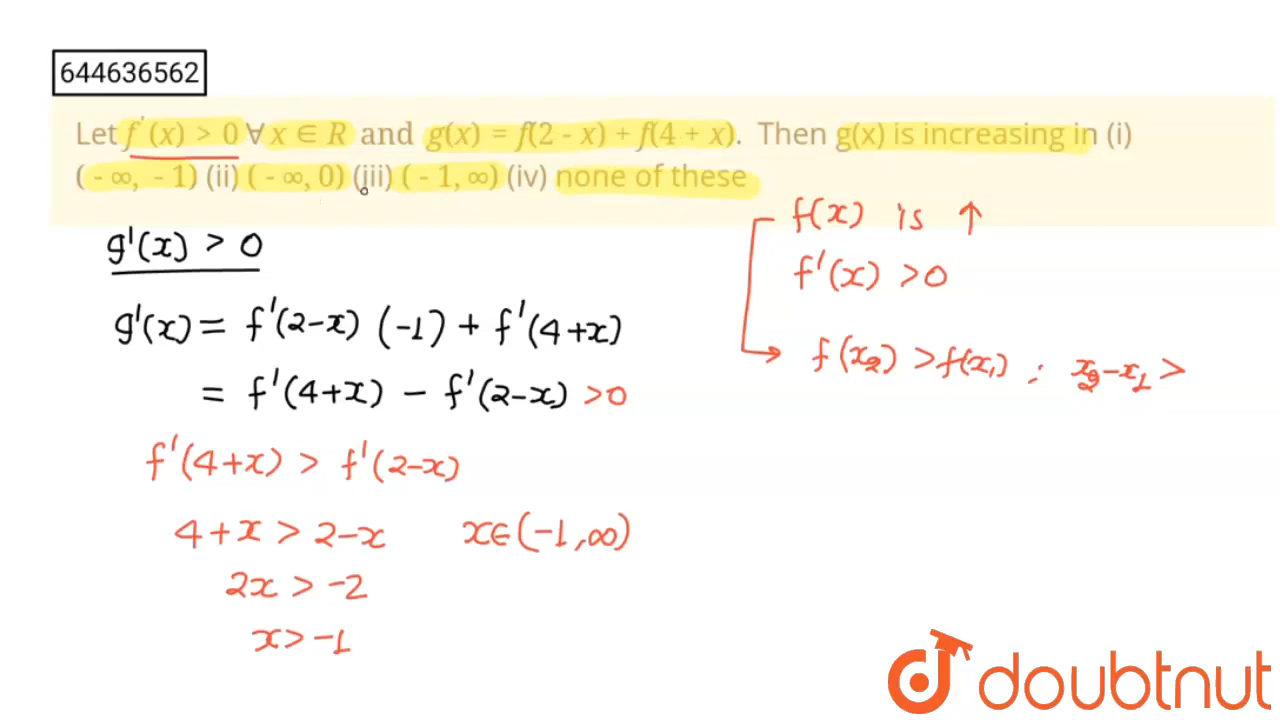 644636562
Let f'(x) > 0 ∀ x ∈ R and g(x) = f(2 - x) + f(4 + x). Then g(x) is increasing in (i)
( - ∞, - 1) (ii) ( - ∞, 0) (iii) ( - 1, ∞) (iv) none of these
f(x) is ↑
g'(x) > 0
f'(x) > 0
g'(x) = f'(2-x) (-1) + f'(4+x)
f(x₂) > f(x₁) : x₂-x₁ >
= f'(4+x) - f'(2-x) >0
f'(4+x) > f'(2-x)
4+x > 2-x x∈(-1,∞)
2x > -2
x > -1
doubtnut